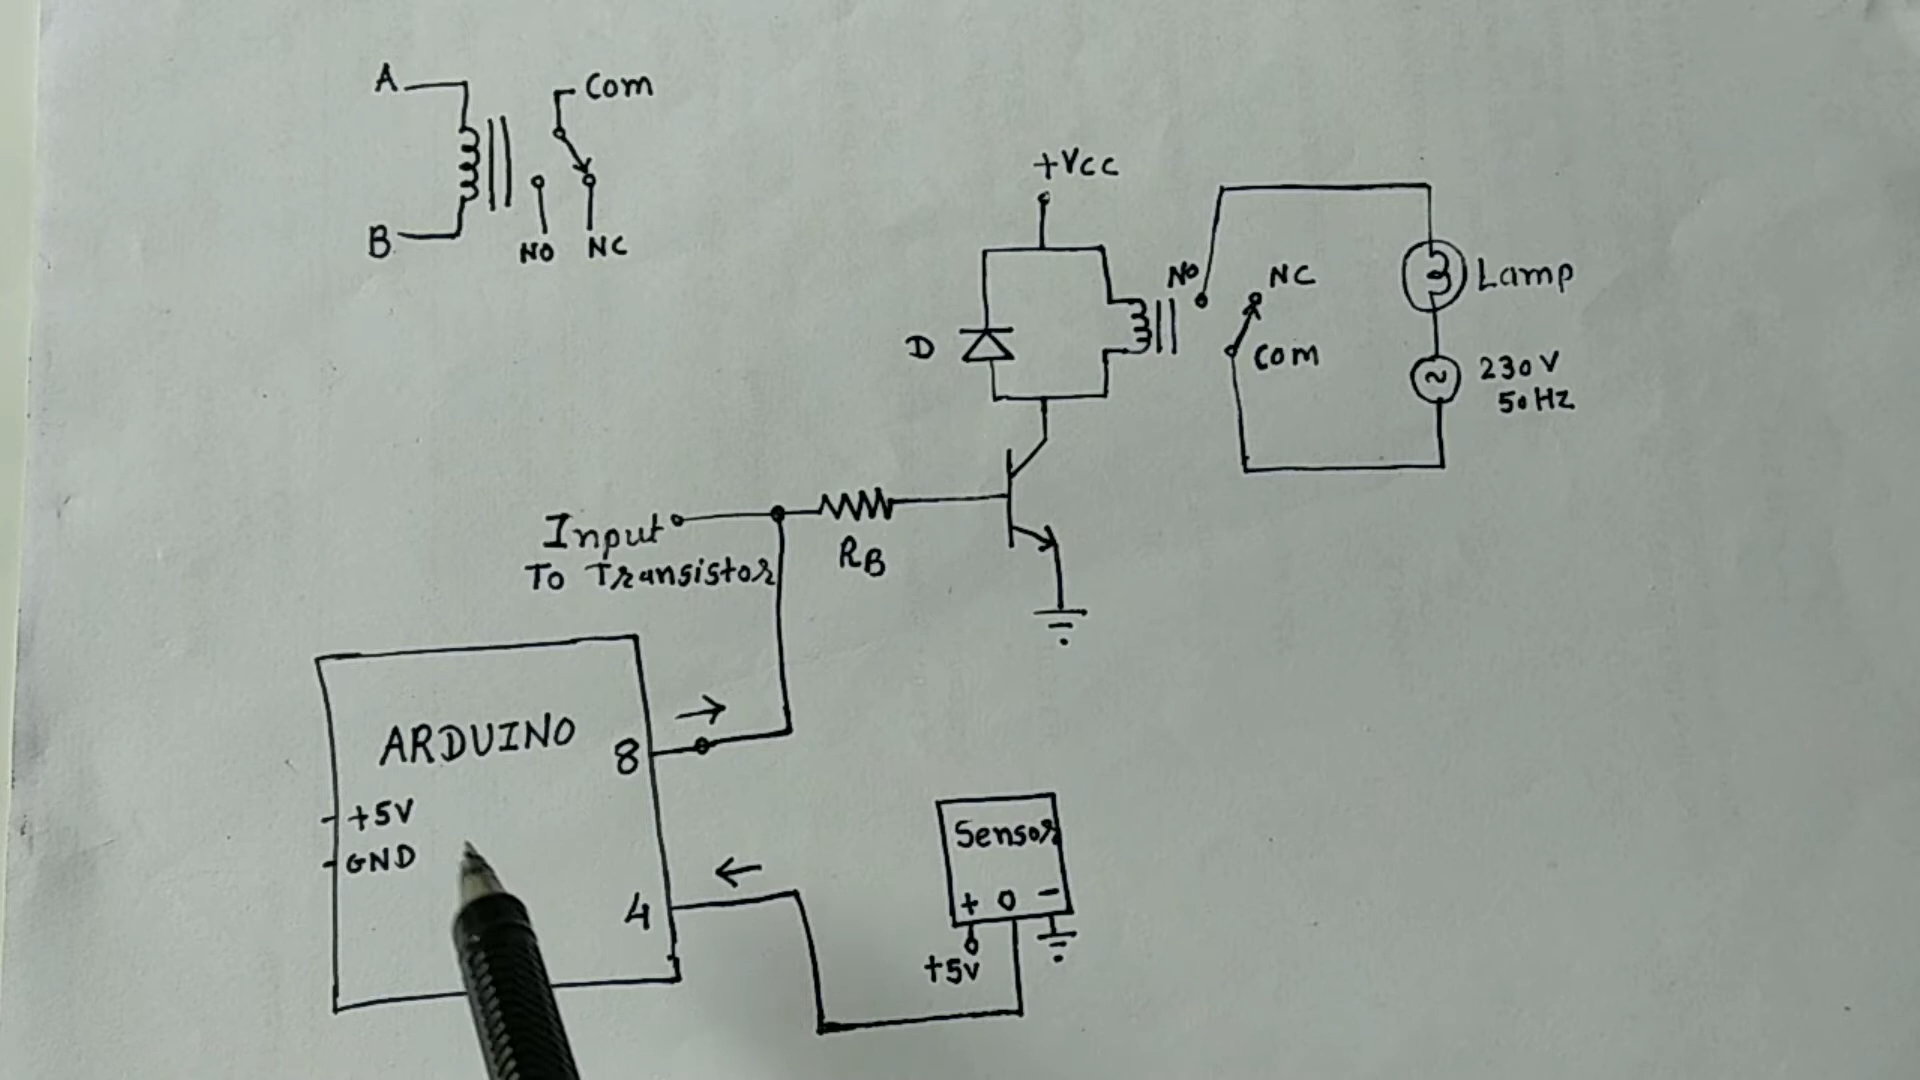 A
Com
B
NO
NC
+Vcc
D
NO
NC
Com
Lamp
~
230V
50Hz
Input
To Transistor
RB
ARDUINO
8
+5V
GND
4
Sensor
+ O -
+5V